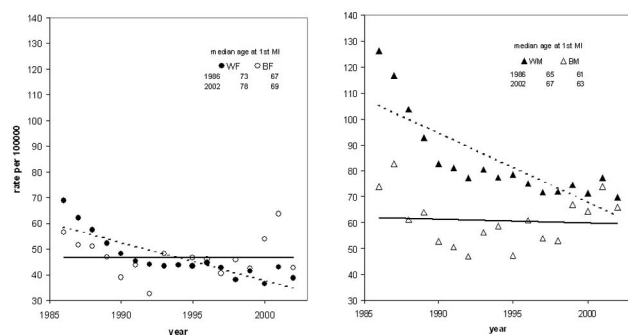 140
130
120
110
100
90
80
70
60
50
40
30
rate per 100000
median age at 1st MI
WF BF
1986 73 67
2002 78 69
1985 1990 1995 2000
year
140
130
120
110
100
90
80
70
60
50
40
30
median age at 1st MI
WM BM
1986 65 61
2002 67 63
1985 1990 1995 2000
year